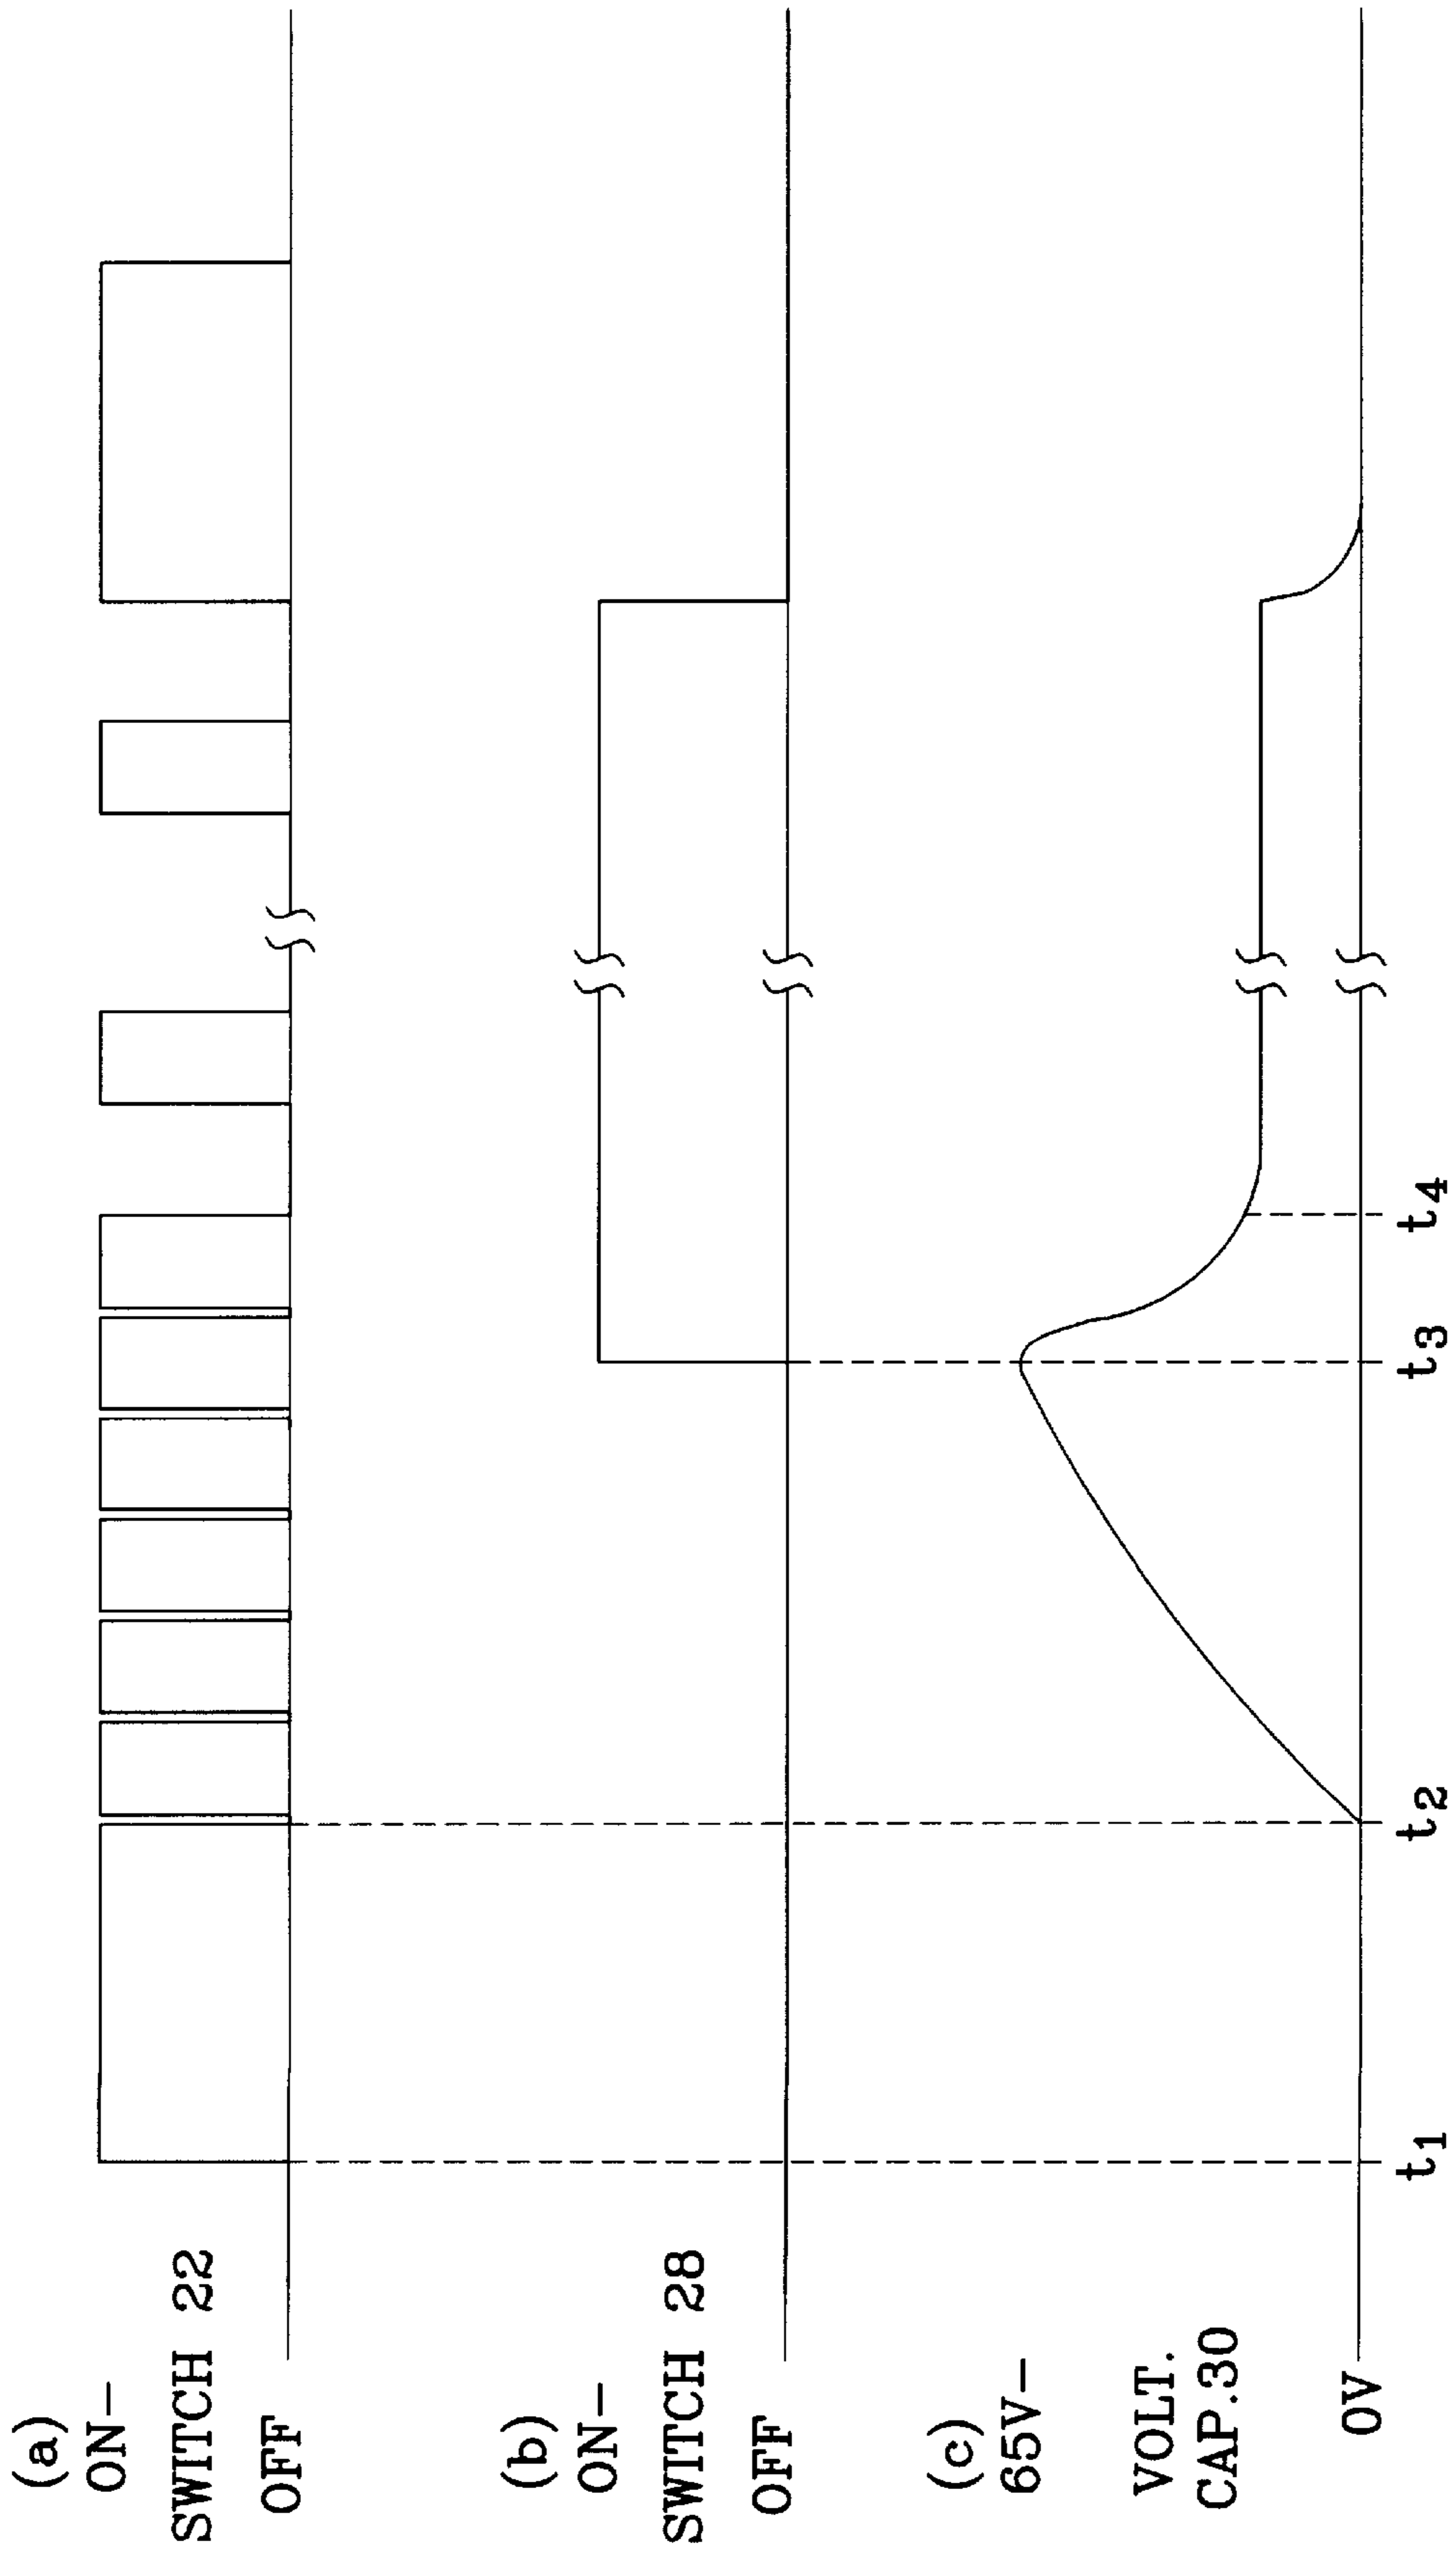 (a)
ON-
SWITCH 22
OFF
(b)
ON-
SWITCH 28
OFF
(c)
65V-
VOLT.
CAP.30
0V
t1 t2 t3 t4